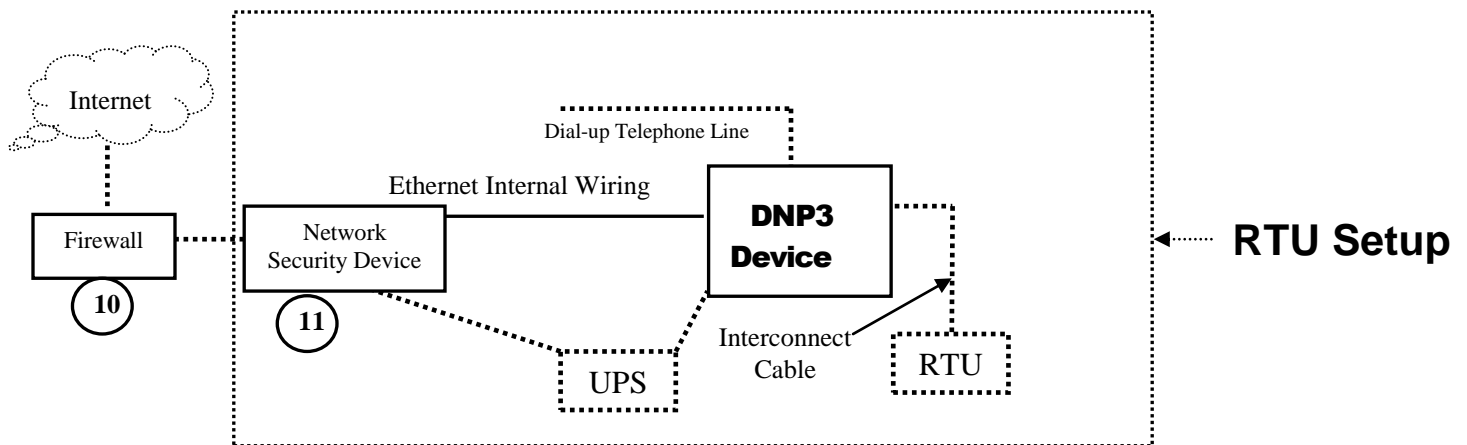 Internet
Dial-up Telephone Line
Ethernet Internal Wiring
Firewall
Network
Security Device
DNP3
Device
RTU Setup
10
11
Interconnect
Cable
UPS
RTU